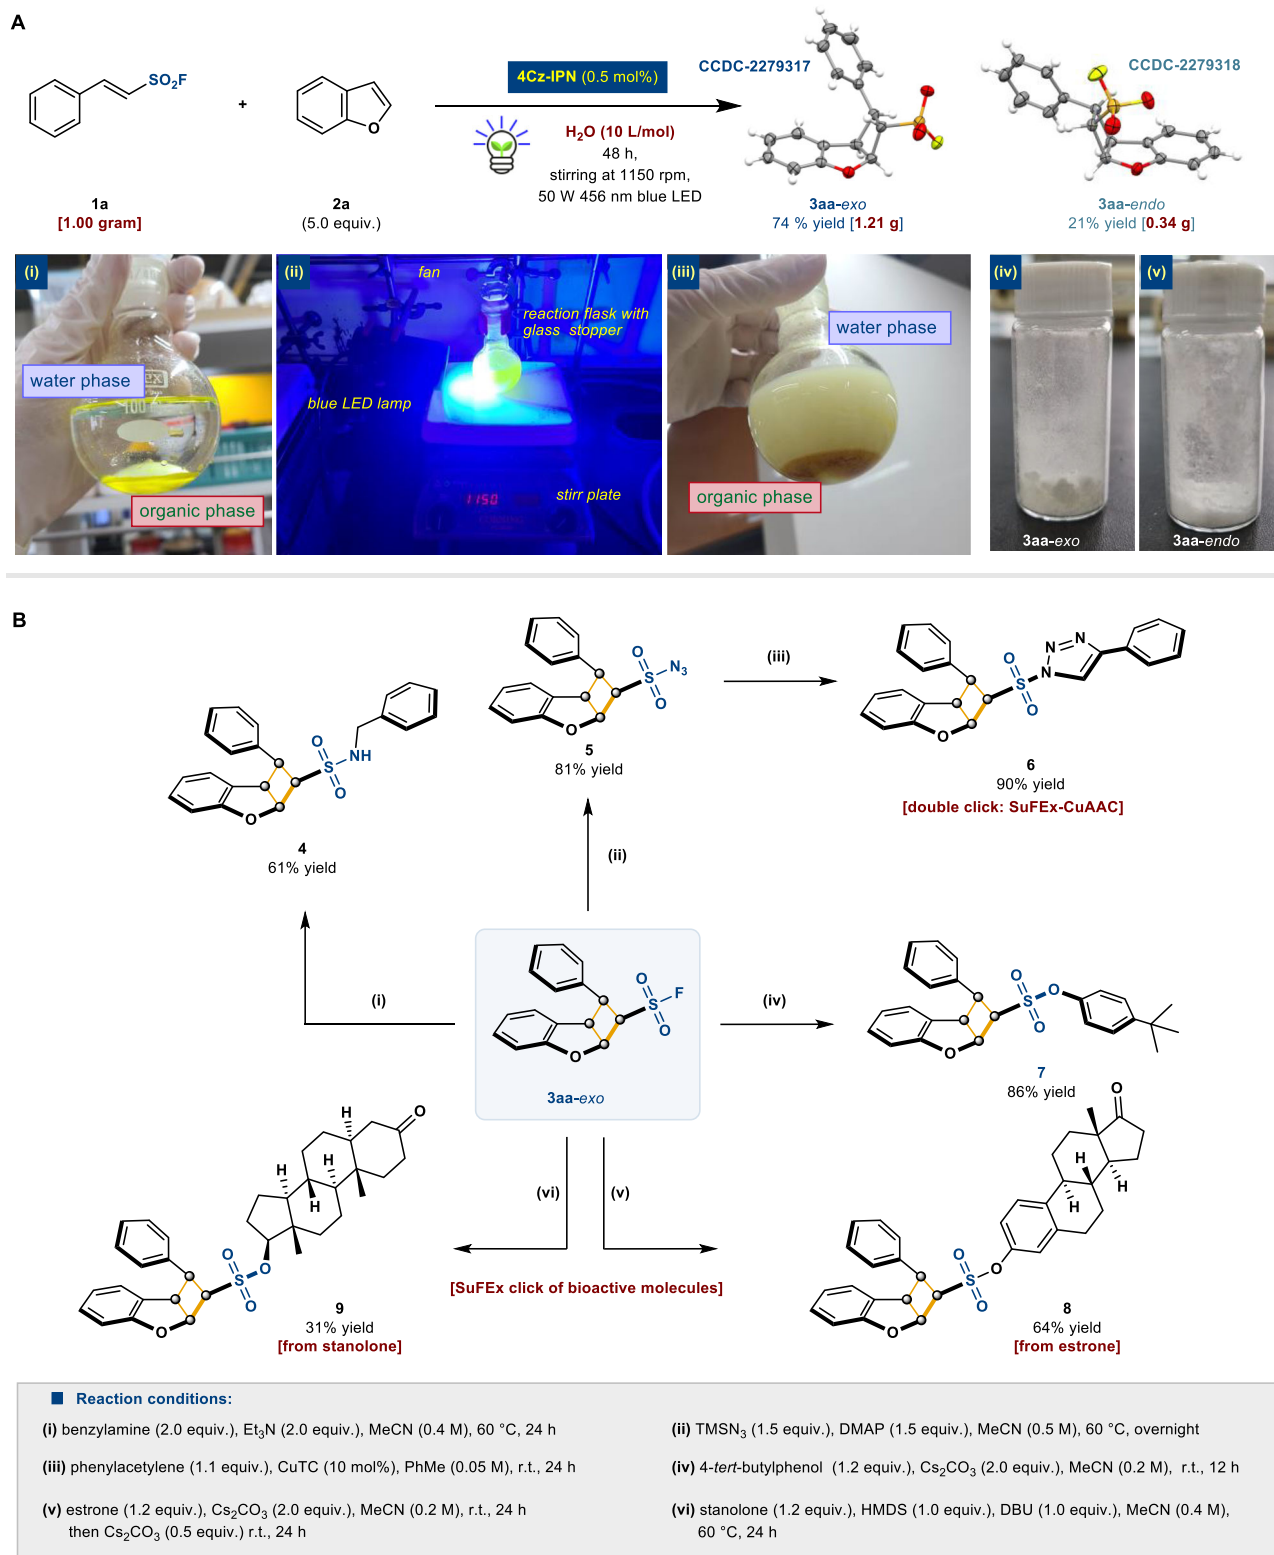 A
SO2F
+
O
4Cz-IPN (0.5 mol%)
H2O (10 L/mol)
48 h,
stirring at 1150 rpm,
50 W 456 nm blue LED
CCDC-2279317
CCDC-2279318
1a
[1.00 gram]
2a
(5.0 equiv.)
3aa-exo
74 % yield [1.21 g]
3aa-endo
21% yield [0.34 g]
(i)
water phase
100
organic phase
(ii)
fan
reaction flask with
glass stopper
blue LED lamp
1150
stirr plate
(iii)
water phase
organic phase
(iv)
3aa-exo
(v)
3aa-endo
B
O
O S O
NH
4
61% yield
O
O S O
N3
5
81% yield
(iii)
O
O S O
N N N
6
90% yield
[double click: SuFEx-CuAAC]
(ii)
(i)
O
O S O
F
3aa-exo
(iv)
O
O S O
O
7
86% yield
(vi)
(v)
[SuFEx click of bioactive molecules]
O
H
H
H
H
O
O S O
O
9
31% yield
[from stanolone]
O
H
H
H
O
O S O
O
8
64% yield
[from estrone]
Reaction conditions:
(i) benzylamine (2.0 equiv.), Et3N (2.0 equiv.), MeCN (0.4 M), 60 °C, 24 h
(ii) TMSN3 (1.5 equiv.), DMAP (1.5 equiv.), MeCN (0.5 M), 60 °C, overnight
(iii) phenylacetylene (1.1 equiv.), CuTC (10 mol%), PhMe (0.05 M), r.t., 24 h
(iv) 4-tert-butylphenol (1.2 equiv.), Cs2CO3 (2.0 equiv.), MeCN (0.2 M), r.t., 12 h
(v) estrone (1.2 equiv.), Cs2CO3 (2.0 equiv.), MeCN (0.2 M), r.t., 24 h
then Cs2CO3 (0.5 equiv.) r.t., 24 h
(vi) stanolone (1.2 equiv.), HMDS (1.0 equiv.), DBU (1.0 equiv.), MeCN (0.4 M),
60 °C, 24 h